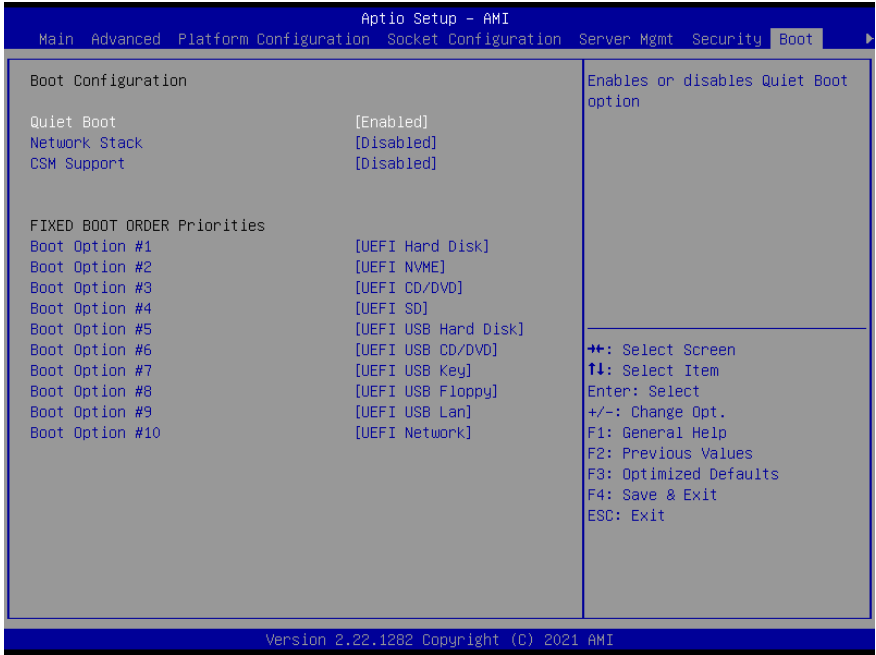 Aptio Setup – AMI
Main Advanced Platform Configuration Socket Configuration Server Mgmt Security Boot
Boot Configuration
Quiet Boot [Enabled]
Network Stack [Disabled]
CSM Support [Disabled]
FIXED BOOT ORDER Priorities
Boot Option #1 [UEFI Hard Disk]
Boot Option #2 [UEFI NVME]
Boot Option #3 [UEFI CD/DVD]
Boot Option #4 [UEFI SD]
Boot Option #5 [UEFI USB Hard Disk]
Boot Option #6 [UEFI USB CD/DVD]
Boot Option #7 [UEFI USB Key]
Boot Option #8 [UEFI USB Floppy]
Boot Option #9 [UEFI USB Lan]
Boot Option #10 [UEFI Network]
Enables or disables Quiet Boot
option
→←: Select Screen
↑↓: Select Item
Enter: Select
+/-: Change Opt.
F1: General Help
F2: Previous Values
F3: Optimized Defaults
F4: Save & Exit
ESC: Exit
Version 2.22.1282 Copyright (C) 2021 AMI